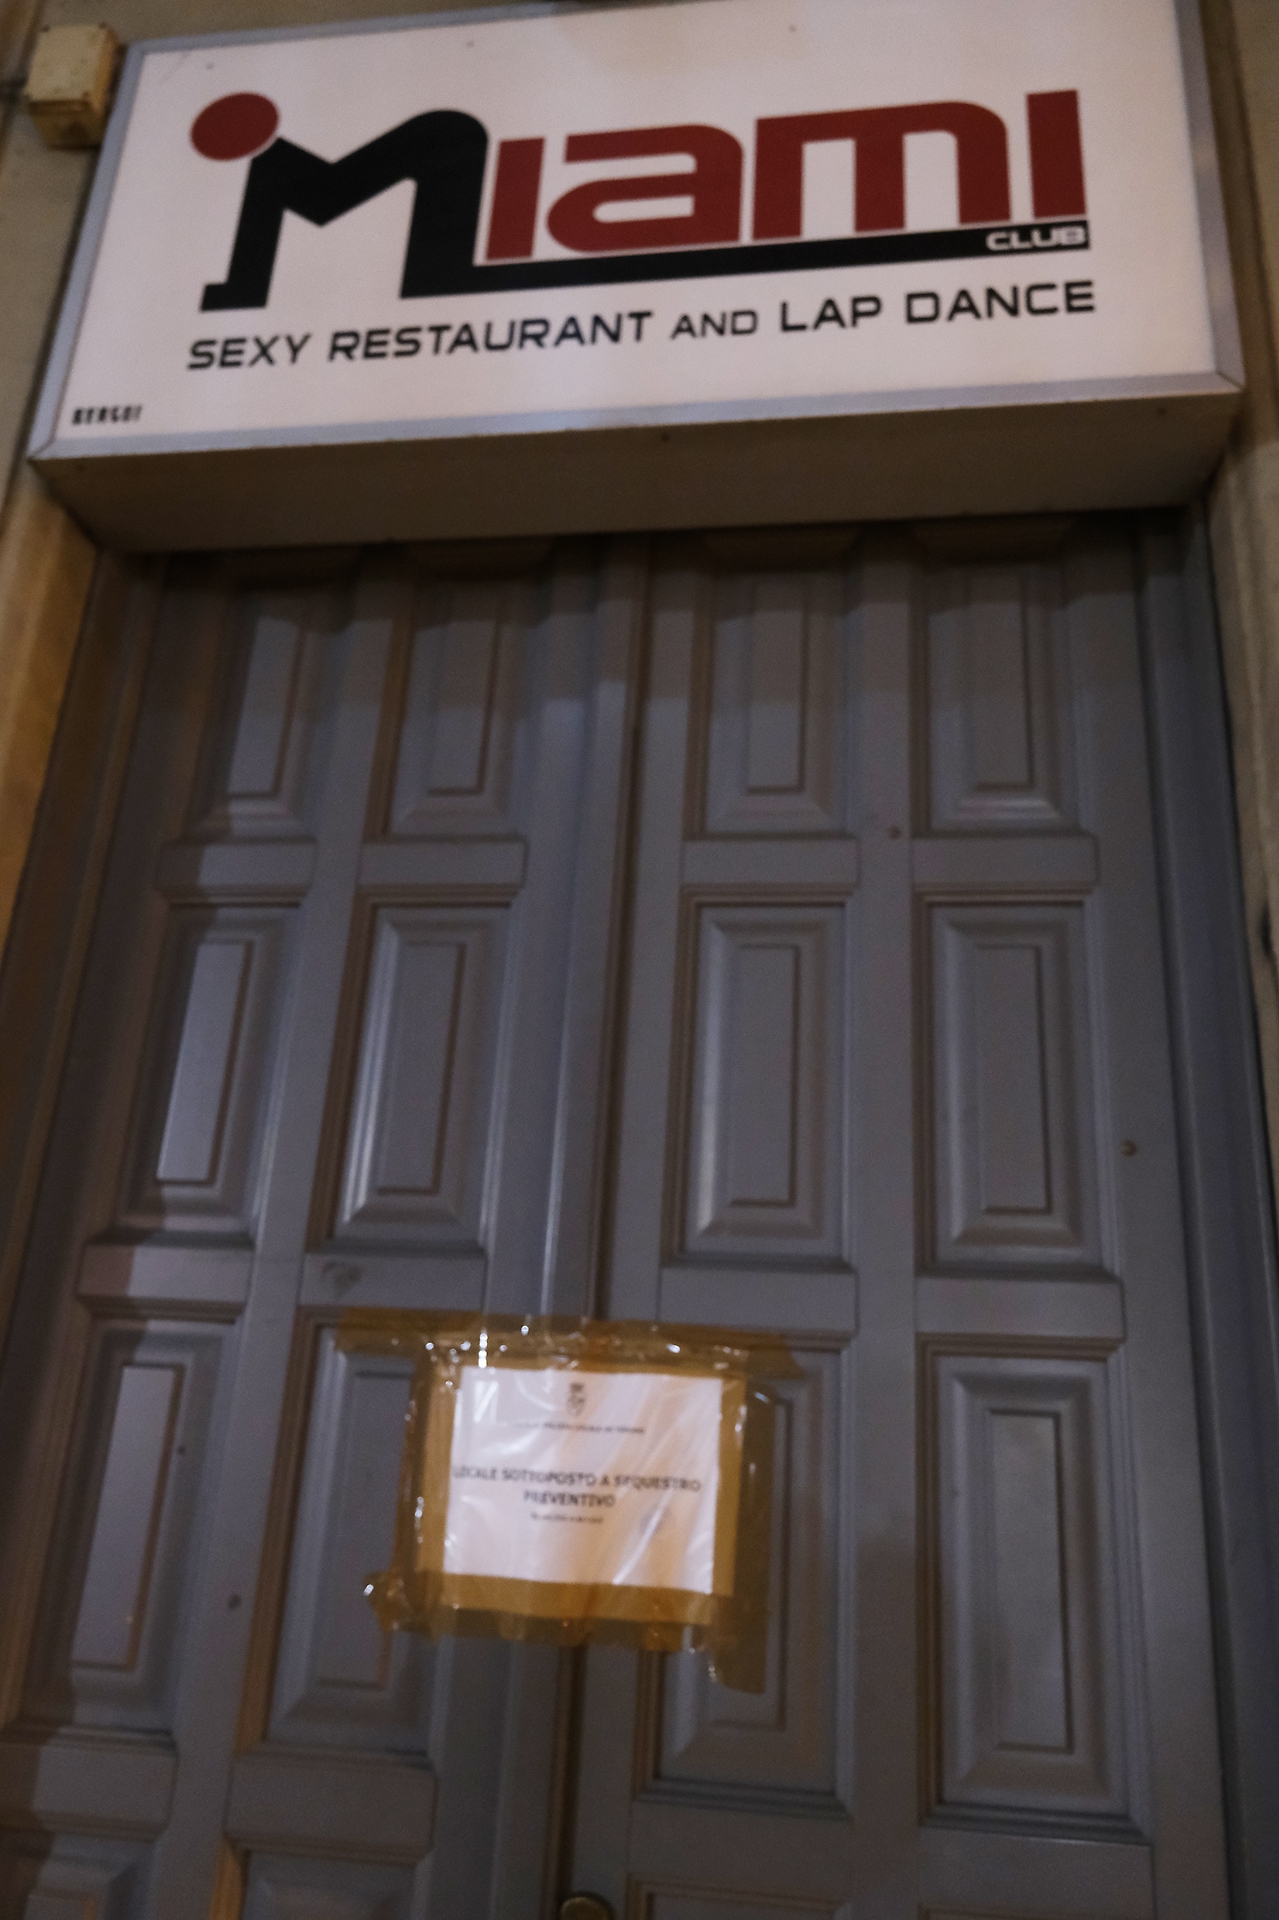 MIAMI
CLUB
SEXY RESTAURANT AND LAP DANCE
LOCALE SOTTOPOSTO A SEQUESTRO
PREVENTIVO